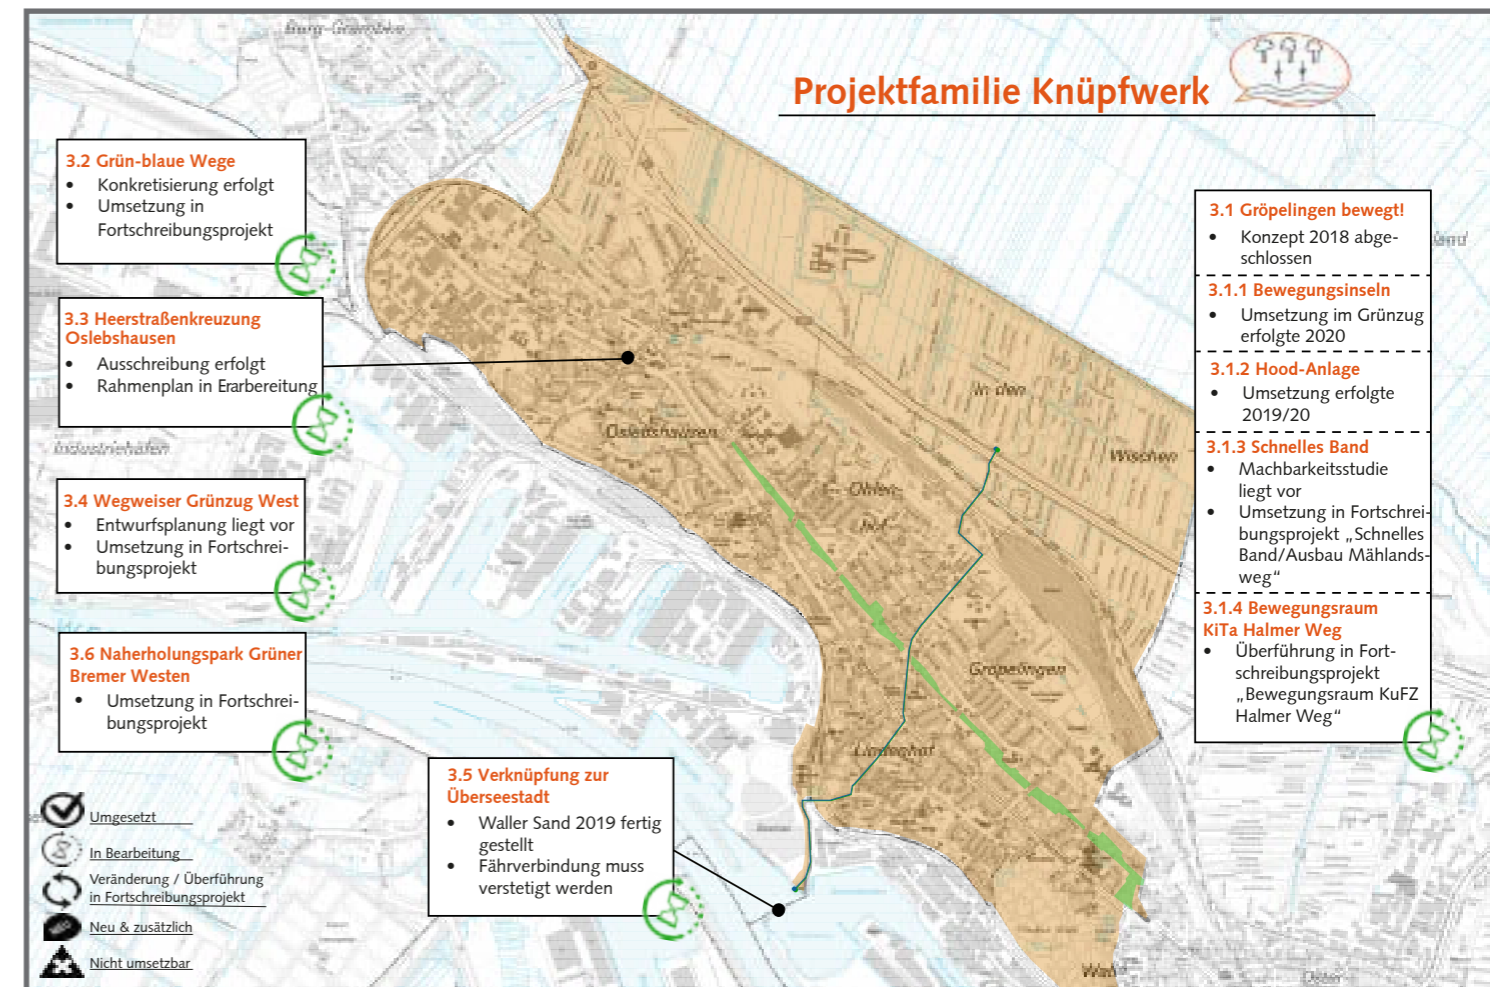 Burg-Grambke
Projektfamilie Knüpfwerk
3.2 Grün-blaue Wege
• Konkretisierung erfolgt
• Umsetzung in
Fortschreibungsprojekt
3.3 Heerstraßenkreuzung
Oslebshausen
• Ausschreibung erfolgt
• Rahmenplan in Erarbereitung
Industriehäfen
3.4 Wegweiser Grünzug West
• Entwurfsplanung liegt vor
• Umsetzung in Fortschrei-
bungsprojekt
3.6 Naherholungspark Grüner
Bremer Westen
• Umsetzung in Fortschrei-
bungsprojekt
3.5 Verknüpfung zur
Überseestadt
• Waller Sand 2019 fertig
gestellt
• Fährverbindung muss
verstetigt werden
3.1 Gröpelingen bewegt!
• Konzept 2018 abge-
schlossen
3.1.1 Bewegungsinseln
• Umsetzung im Grünzug
erfolgte 2020
3.1.2 Hood-Anlage
• Umsetzung erfolgte
2019/20
3.1.3 Schnelles Band
• Machbarkeitsstudie
liegt vor
• Umsetzung in Fortschrei-
bungsprojekt „Schnelles
Band/Ausbau Mählands-
weg“
3.1.4 Bewegungsraum
KiTa Halmer Weg
• Überführung in Fort-
schreibungsprojekt
„Bewegungsraum KuFZ
Halmer Weg“
In den
Wischen
Oslebshausen
Ohlen-
hof
Gröpelingen
Lindenhof
Umgesetzt
In Bearbeitung
Veränderung / Überführung
in Fortschreibungsprojekt
Neu & zusätzlich
Nicht umsetzbar